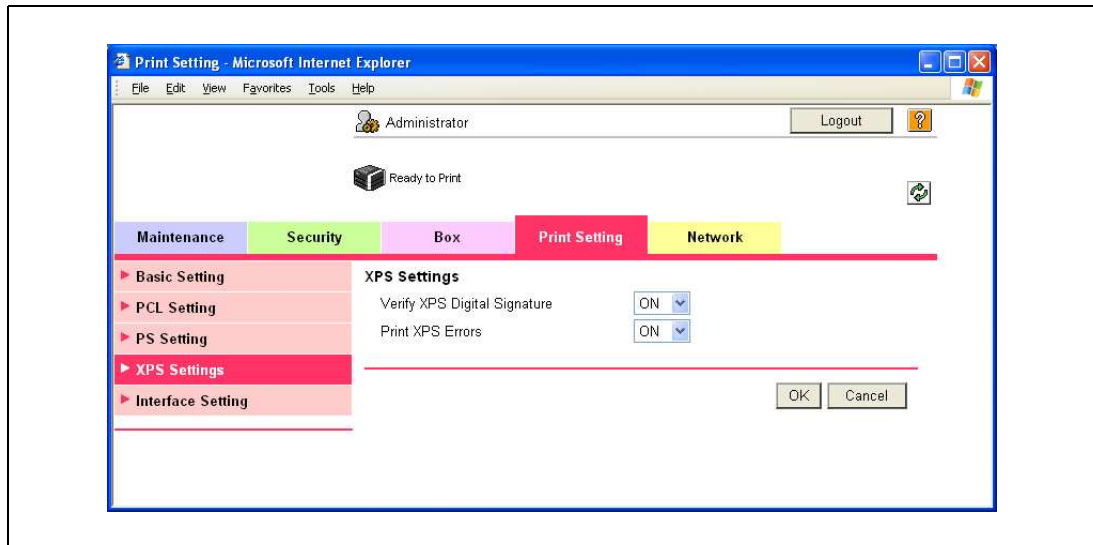 Print Setting - Microsoft Internet Explorer
File Edit View Favorites Tools Help
Administrator
Logout
?
Ready to Print
Maintenance Security Box Print Setting Network
Basic Setting
PCL Setting
PS Setting
XPS Settings
Interface Setting
XPS Settings
Verify XPS Digital Signature ON
Print XPS Errors ON
OK Cancel